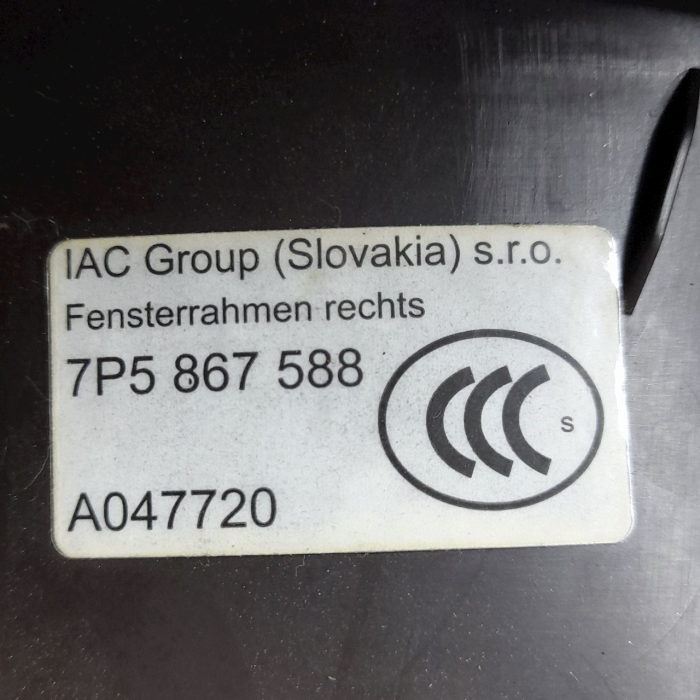 IAC Group (Slovakia) s.r.o.
Fensterrahmen rechts
7P5 867 588
CCC S
A047720